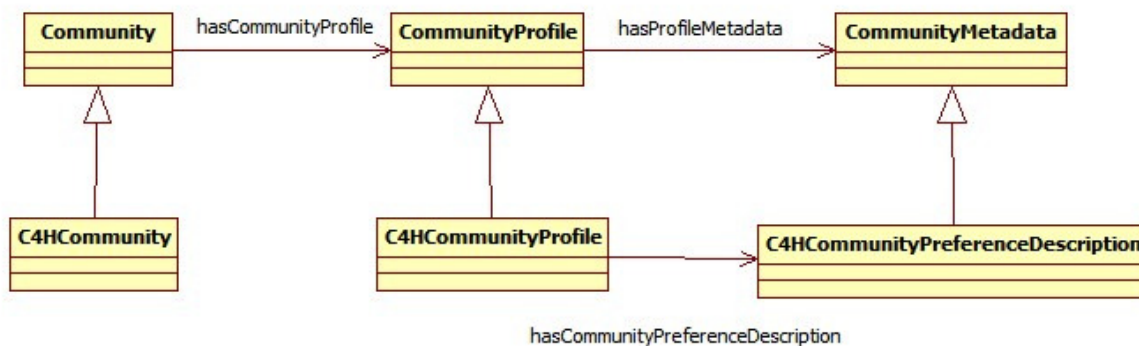 Community
hasCommunityProfile
CommunityProfile
hasProfileMetadata
CommunityMetadata
C4HCommunity
C4HCommunityProfile
C4HCommunityPreferenceDescription
hasCommunityPreferenceDescription